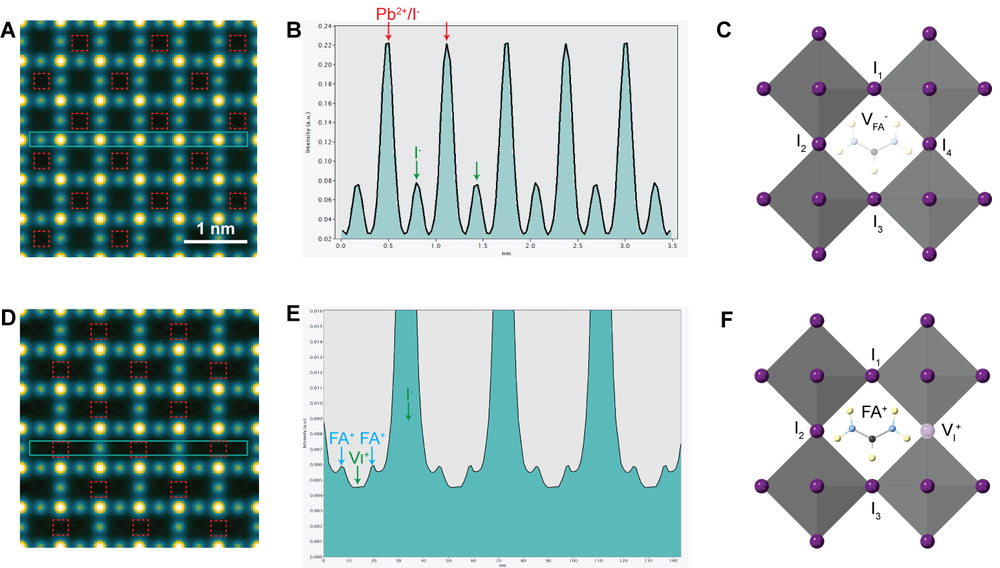 A
1 nm
B
Pb²⁺/I⁻
I⁻
Intensity (a.u.)
0.24
0.22
0.20
0.18
0.16
0.14
0.12
0.10
0.08
0.06
0.04
0.02
0.0 0.5 1.0 1.5 2.0 2.5 3.0 3.5
nm
C
I₁
V_FA⁻
I₂
I₄
I₃
D
E
Intenisty (a.u.)
0.016
0.015
0.014
0.013
0.012
0.011
0.010
0.009
0.008
0.007
0.006
0.005
0.004
0.003
0.002
0.001
0.000
I⁻
FA⁺ FA⁺
V_I⁺
0 10 20 30 40 50 60 70 80 90 100 110 120 130 140
nm
F
I₁
FA⁺
I₂
V_I⁺
I₃